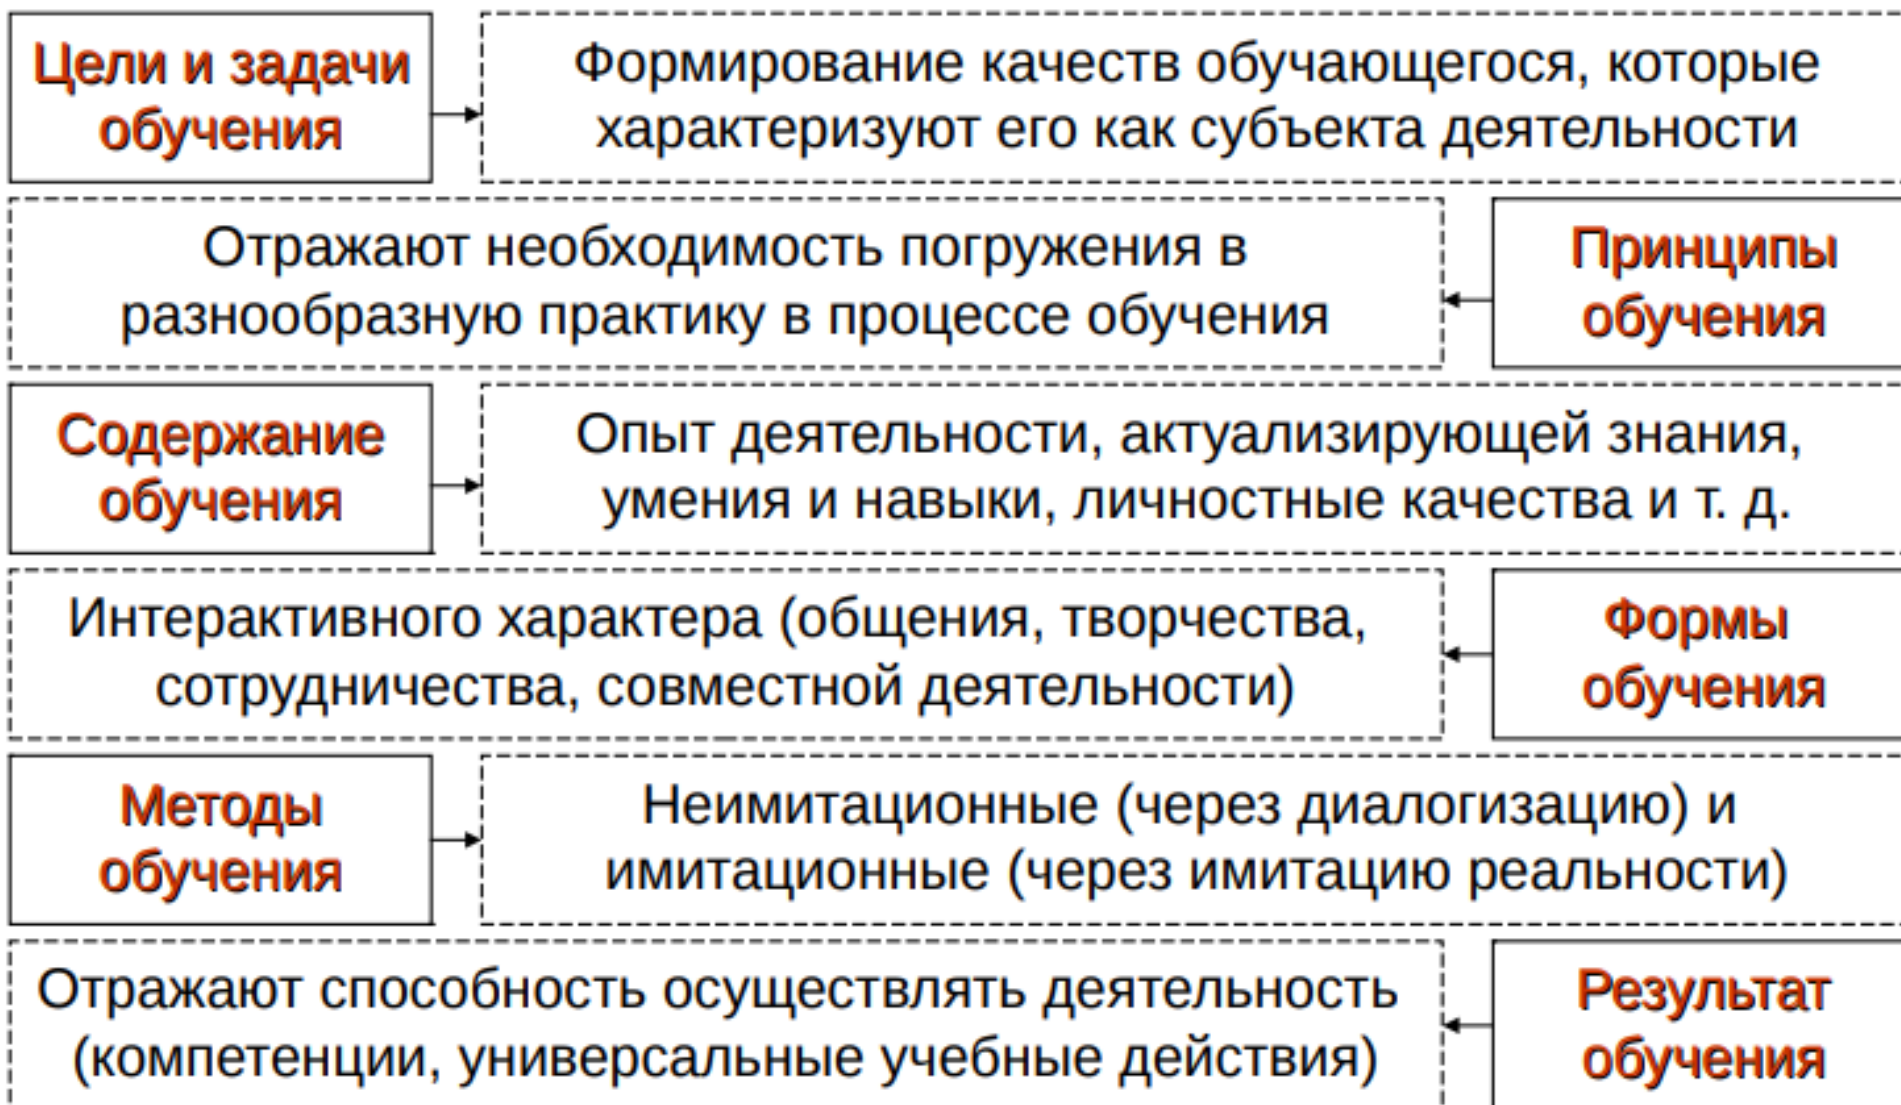 Цели и задачи
обучения
Формирование качеств обучающегося, которые
характеризуют его как субъекта деятельности
Отражают необходимость погружения в
разнообразную практику в процессе обучения
Принципы
обучения
Содержание
обучения
Опыт деятельности, актуализирующей знания,
умения и навыки, личностные качества и т. д.
Интерактивного характера (общения, творчества,
сотрудничества, совместной деятельности)
Формы
обучения
Методы
обучения
Неимитационные (через диалогизацию) и
имитационные (через имитацию реальности)
Отражают способность осуществлять деятельность
(компетенции, универсальные учебные действия)
Результат
обучения